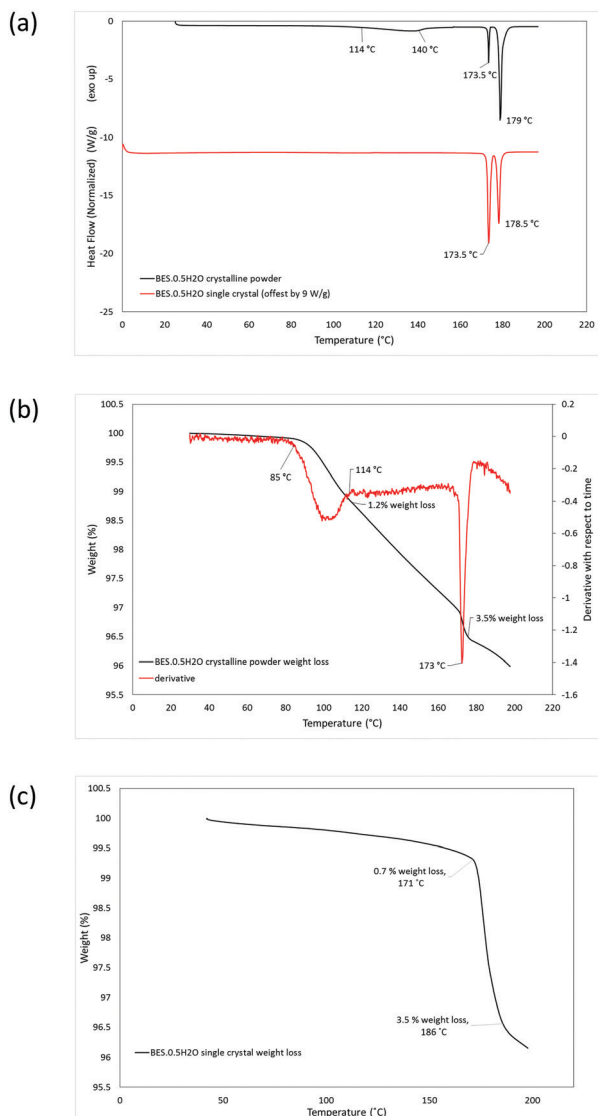 (a)
0
-5
-10
-15
-20
-25
Heat Flow (Normalized) (W/g) (exo up)
114 °C
140 °C
173.5 °C
179 °C
173.5 °C
178.5 °C
BES.0.5H2O crystalline powder
BES.0.5H2O single crystal (offest by 9 W/g)
0 20 40 60 80 100 120 140 160 180 200 220
Temperature (°C)
(b)
100.5
100
99.5
99
98.5
98
97.5
97
96.5
96
95.5
Weight (%)
85 °C
114 °C
1.2% weight loss
3.5% weight loss
173 °C
BES.0.5H2O crystalline powder weight loss
derivative
0.2
0
-0.2
-0.4
-0.6
-0.8
-1
-1.2
-1.4
-1.6
Derivative with respect to time
0 20 40 60 80 100 120 140 160 180 200 220
Temperature (°C)
(c)
100.5
100
99.5
99
98.5
98
97.5
97
96.5
96
95.5
Weight (%)
0.7 % weight loss,
171 ˚C
3.5 % weight loss,
186 ˚C
BES.0.5H2O single crystal weight loss
0 50 100 150 200
Temperature (°C)